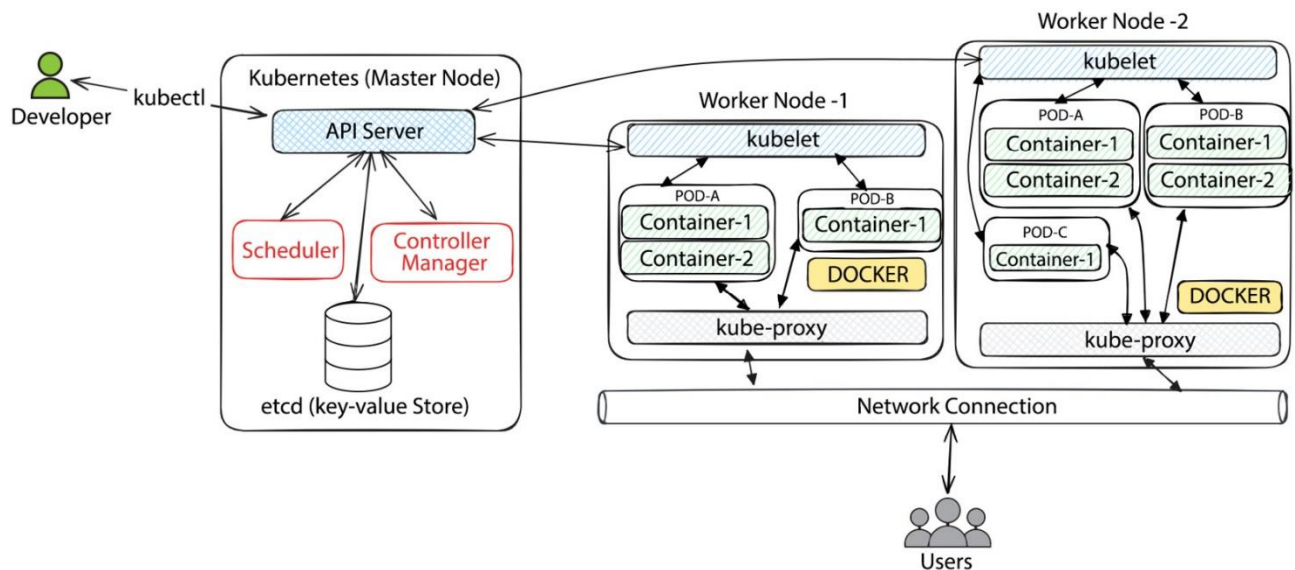 Developer
kubectl
Kubernetes (Master Node)
API Server
Scheduler
Controller
Manager
etcd (key-value Store)
Worker Node -1
kubelet
POD-A
Container-1
Container-2
POD-B
Container-1
DOCKER
kube-proxy
Worker Node -2
kubelet
POD-A
Container-1
Container-2
POD-B
Container-1
Container-2
POD-C
Container-1
DOCKER
kube-proxy
Network Connection
Users